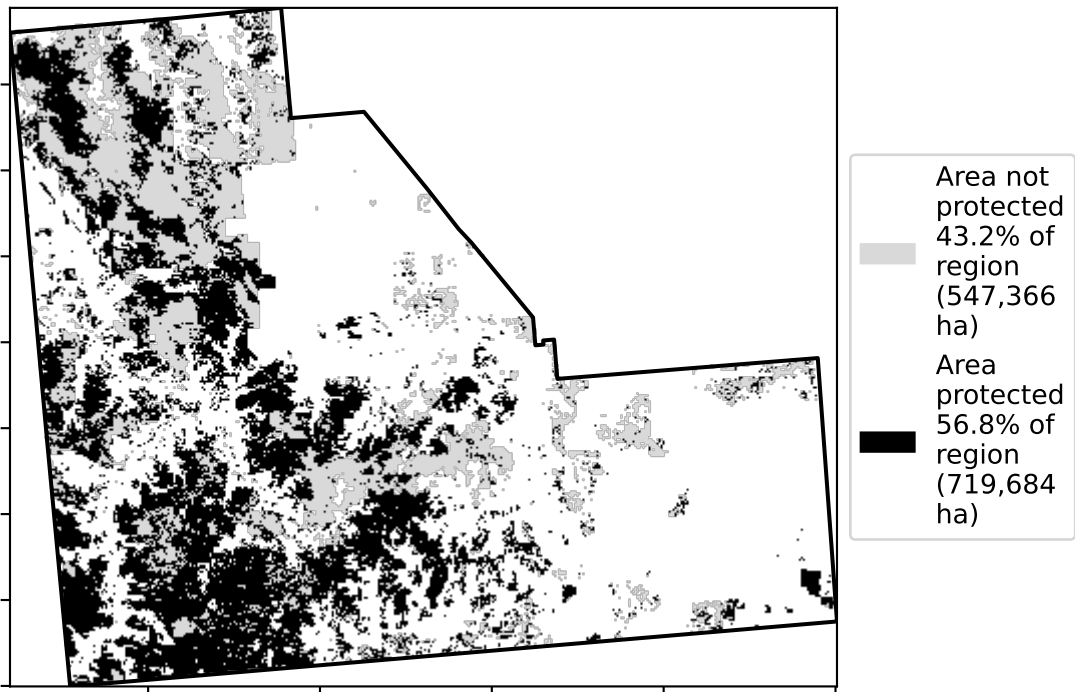 Area not
protected
43.2% of
region
(547,366
ha)
Area
protected
56.8% of
region
(719,684
ha)